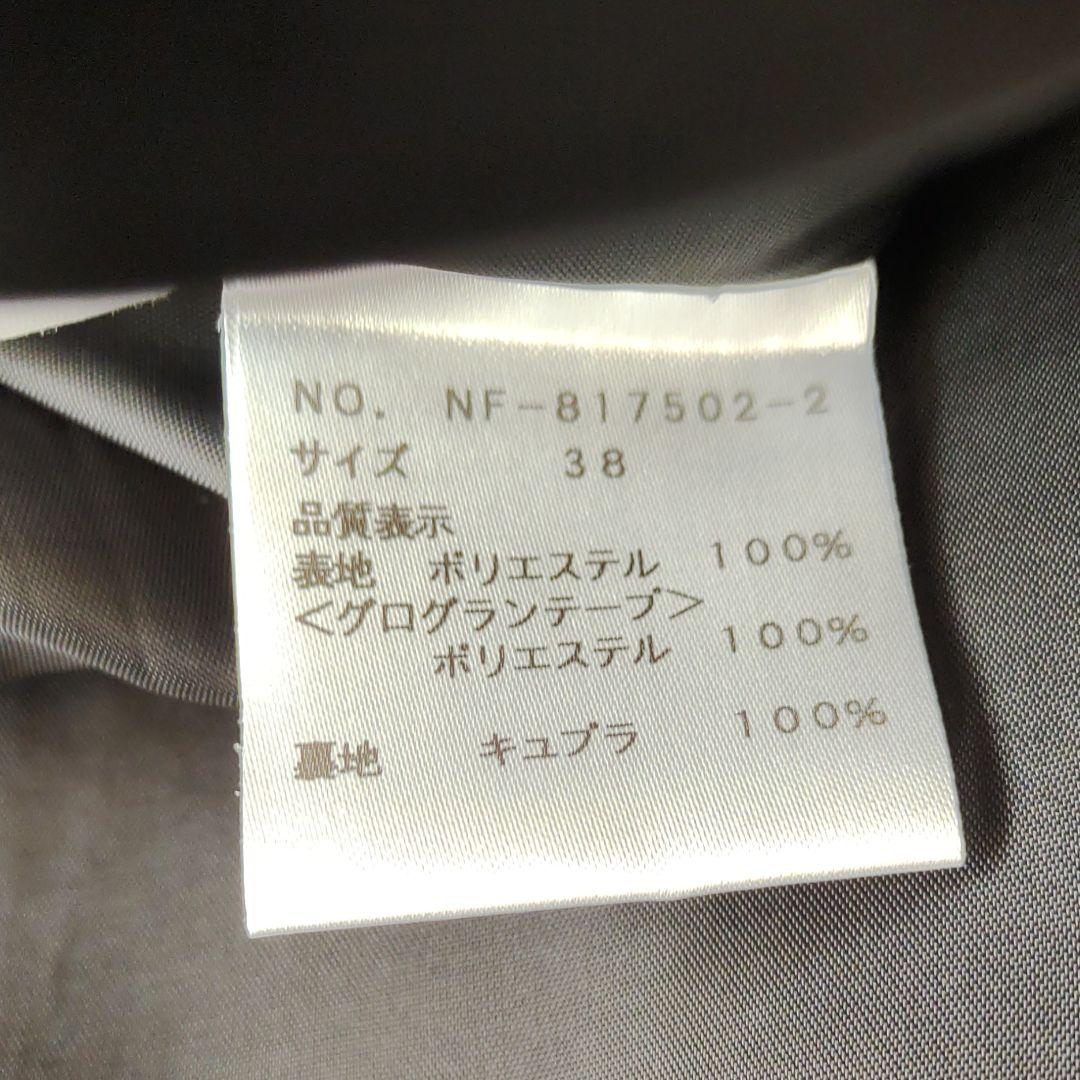 NO. NF-817502-2
サイズ 38
品質表示
表地 ポリエステル 100%
<グログランテープ>
ポリエステル 100%
裏地 キュプラ 100%